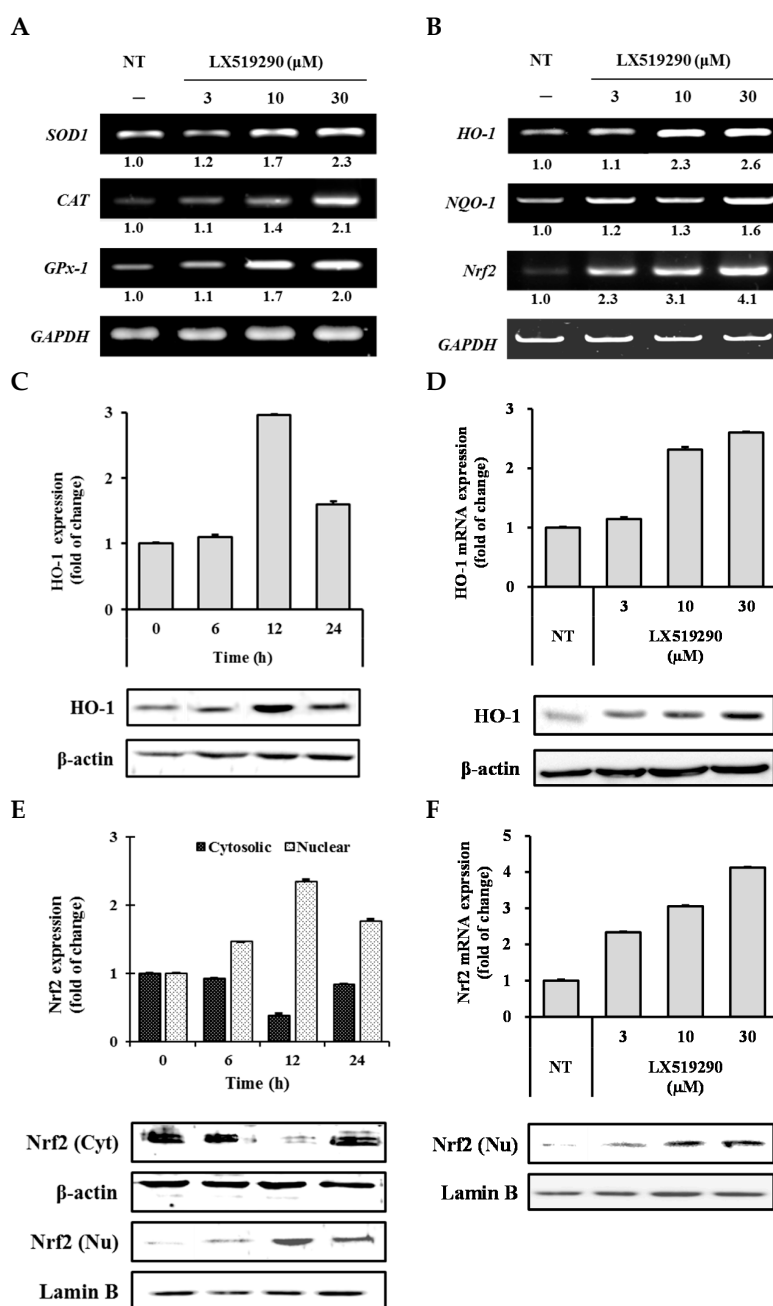 A
NT LX519290 (μM)
— 3 10 30
SOD1
1.0 1.2 1.7 2.3
CAT
1.0 1.1 1.4 2.1
GPx-1
1.0 1.1 1.7 2.0
GAPDH
B
NT LX519290 (μM)
— 3 10 30
HO-1
1.0 1.1 2.3 2.6
NQO-1
1.0 1.2 1.3 1.6
Nrf2
1.0 2.3 3.1 4.1
GAPDH
C
HO-1 expression
(fold of change)
3
2
1
0
0 6 12 24
Time (h)
HO-1
β-actin
D
HO-1 mRNA expression
(fold of change)
3
2
1
0
3 10 30
NT LX519290
(μM)
HO-1
β-actin
E
Nrf2 expression
(fold of change)
3
2
1
0
Cytosolic Nuclear
0 6 12 24
Time (h)
Nrf2 (Cyt)
β-actin
Nrf2 (Nu)
Lamin B
F
Nrf2 mRNA exprssion
(fold of change)
5
4
3
2
1
0
3 10 30
NT LX519290
(μM)
Nrf2 (Nu)
Lamin B